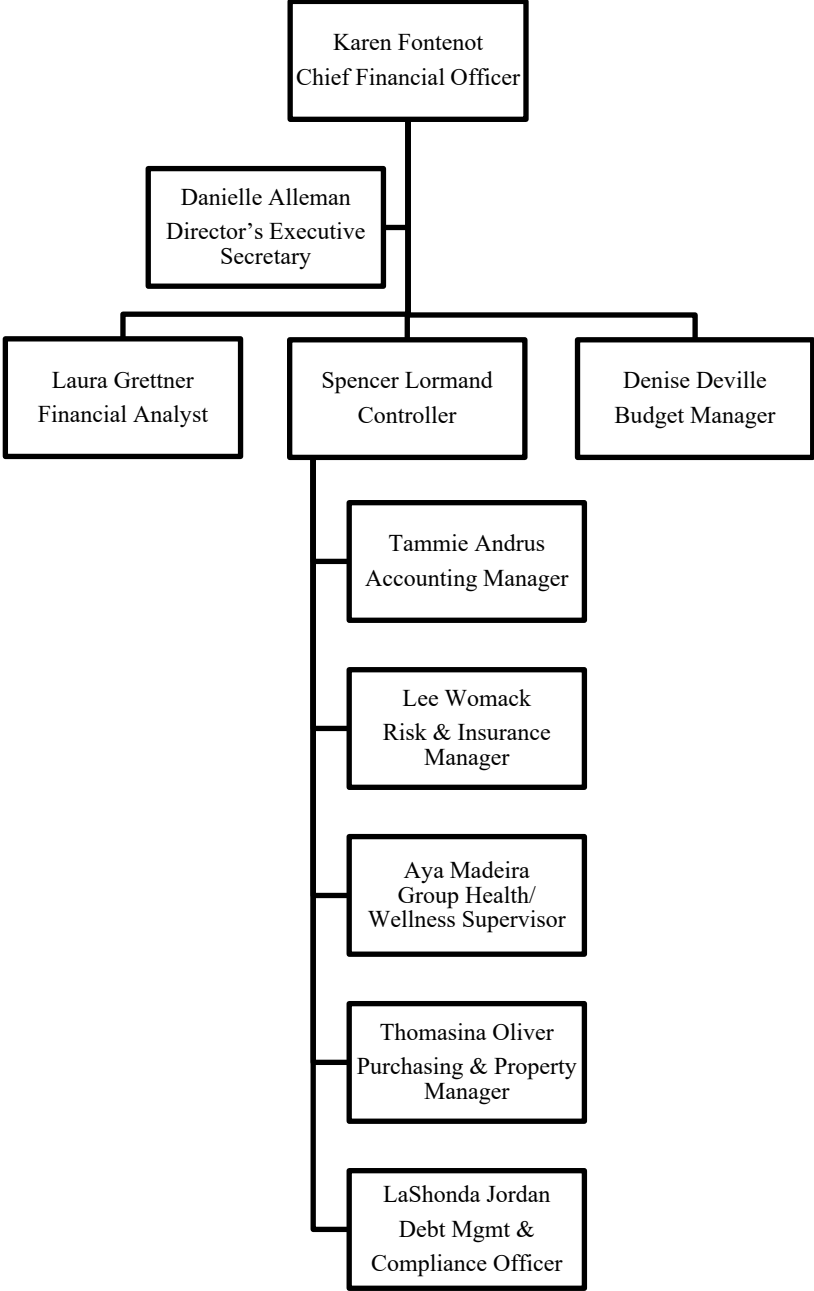 Karen Fontenot
Chief Financial Officer
Danielle Alleman
Director’s Executive
Secretary
Laura Grettner
Financial Analyst
Spencer Lormand
Controller
Denise Deville
Budget Manager
Tammie Andrus
Accounting Manager
Lee Womack
Risk & Insurance
Manager
Aya Madeira
Group Health/
Wellness Supervisor
Thomasina Oliver
Purchasing & Property
Manager
LaShonda Jordan
Debt Mgmt &
Compliance Officer